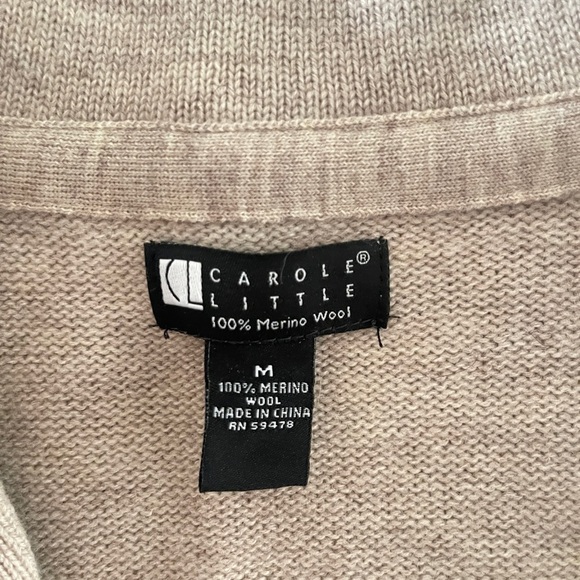 CL CAROLE®
LITTLE
100% Merino Wool
M
100% MERINO
WOOL
MADE IN CHINA
RN 59478